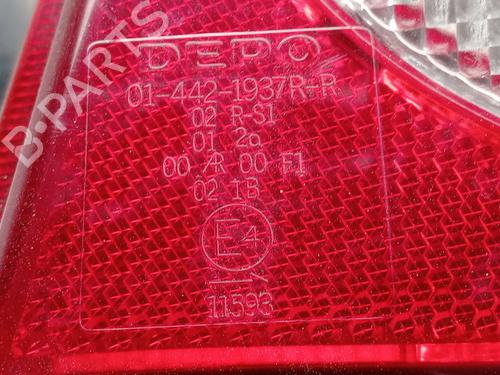 DEPO
01-442-1937R-R
02 R-S1
01 2a
00 AR 00 F1
02 IB
E4
11593
B-PARTS